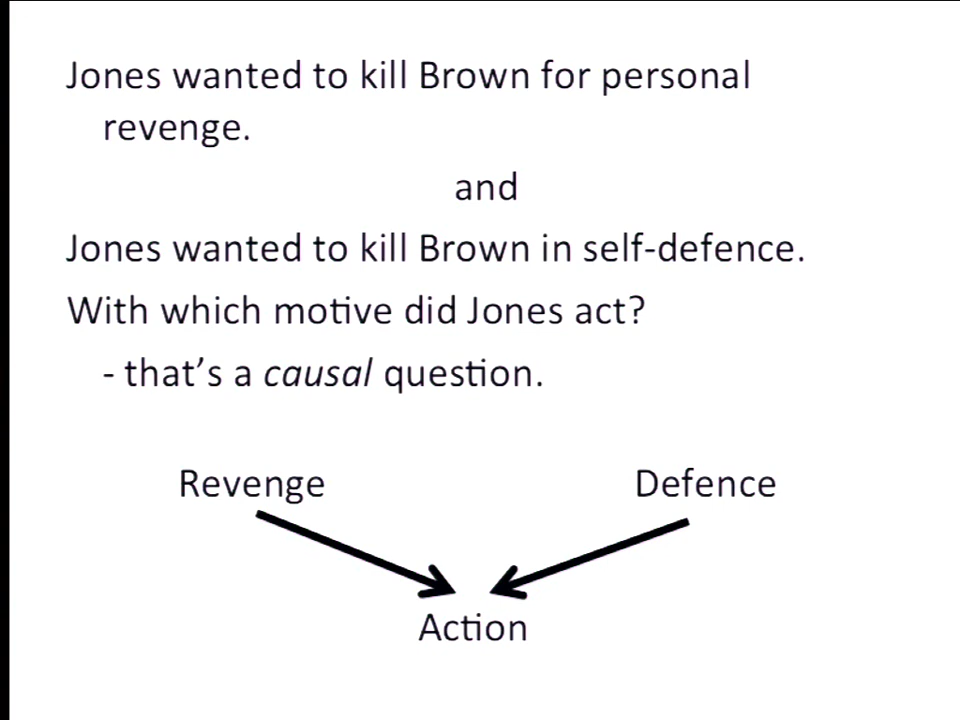 Jones wanted to kill Brown for personal
revenge.
and
Jones wanted to kill Brown in self-defence.
With which motive did Jones act?
- that’s a causal question.
Revenge
Defence
Action